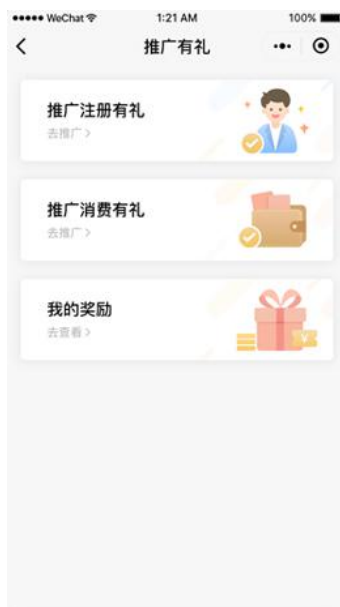 WeChat 1:21 AM 100%
推广有礼
推广注册有礼
去推广 >
推广消费有礼
去推广 >
我的奖励
去查看 >
¥